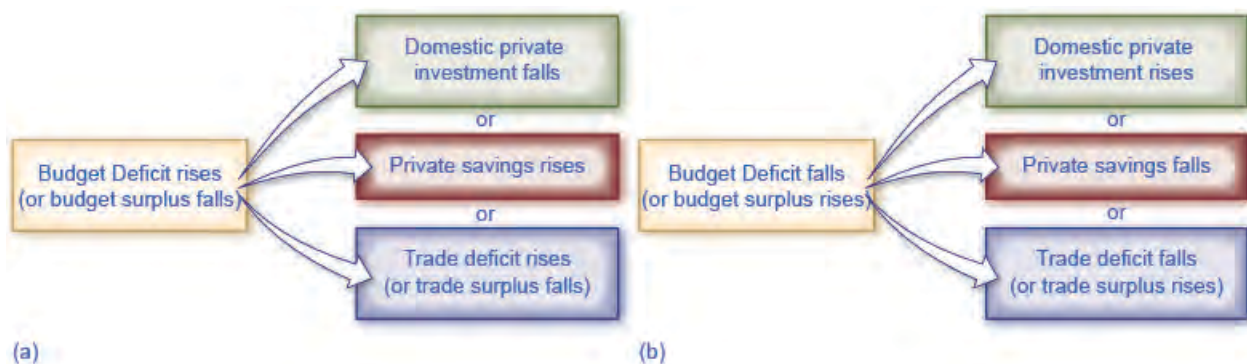 Domestic private
investment falls
or
Budget Deficit rises
(or budget surplus falls)
Private savings rises
or
Trade deficit rises
(or trade surplus falls)
(a)
Domestic private
investment rises
or
Budget Deficit falls
(or budget surplus rises)
Private savings falls
or
Trade deficit falls
(or trade surplus rises)
(b)